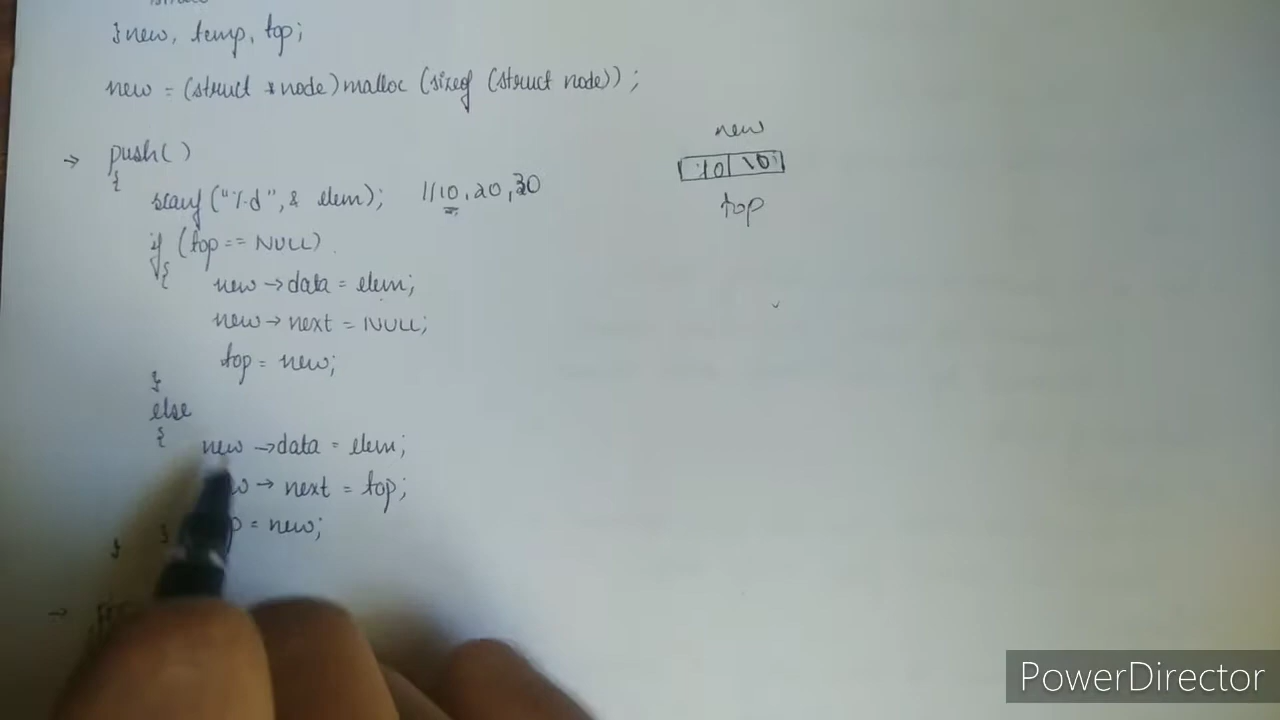 }new, temp, top;
new = (struct *node)malloc (sizeof (struct node));
→ push()
{
scanf("%d",& elem); //10,20,30
if (top == NULL)
{ new→data = elem;
new→next = NULL;
top = new;
}
else
{ new →data = elem;
→ next = top;
= new;
}
}
→
new
10 \0
top
PowerDirector